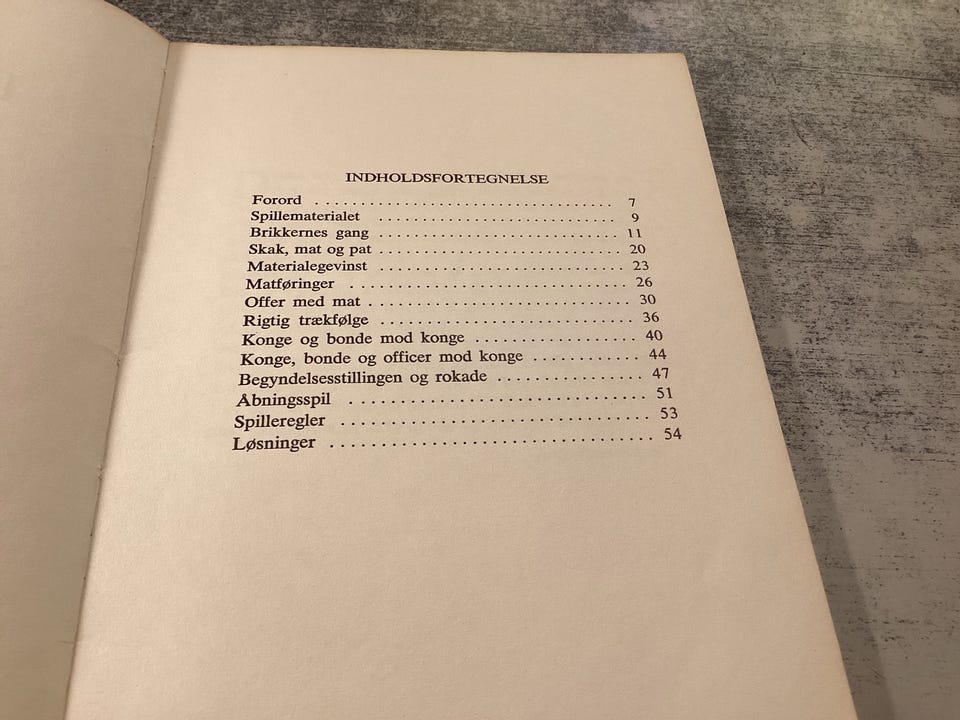 INDHOLDSFORTEGNELSE
Forord . . . . . . . . . . . . . . . . . . . . . . . . . . . . . . . . . . . 7
Spillematerialet . . . . . . . . . . . . . . . . . . . . . . . . . . . . 9
Brikkernes gang . . . . . . . . . . . . . . . . . . . . . . . . . . . . 11
Skak, mat og pat . . . . . . . . . . . . . . . . . . . . . . . . . . . . 20
Materialegevinst . . . . . . . . . . . . . . . . . . . . . . . . . . . . 23
Matføringer . . . . . . . . . . . . . . . . . . . . . . . . . . . . . . . 26
Offer med mat . . . . . . . . . . . . . . . . . . . . . . . . . . . . . 30
Rigtig trækfølge . . . . . . . . . . . . . . . . . . . . . . . . . . . . 36
Konge og bonde mod konge . . . . . . . . . . . . . . . . . . 40
Konge, bonde og officer mod konge . . . . . . . . . . . . 44
Begyndelsesstillingen og rokade . . . . . . . . . . . . . . . . 47
Åbningsspil . . . . . . . . . . . . . . . . . . . . . . . . . . . . . . . 51
Spilleregler . . . . . . . . . . . . . . . . . . . . . . . . . . . . . . . 53
Løsninger . . . . . . . . . . . . . . . . . . . . . . . . . . . . . . . . 54